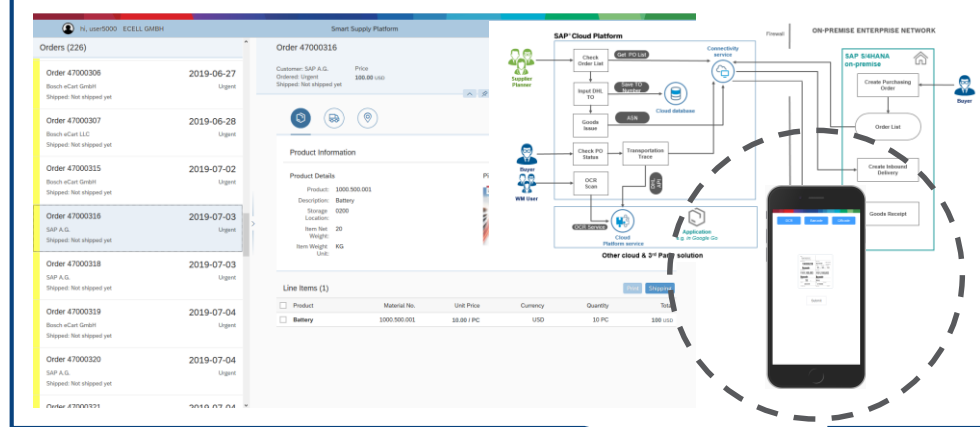 hi, user5000 ECELL GMBH
Smart Supply Platform
Orders (226)
Order 47000306
2019-06-27
Bosch eCart GmbH
Urgent
Shipped: Not shipped yet
Order 47000307
2019-06-28
Bosch eCart LLC
Urgent
Shipped: Not shipped yet
Order 47000315
2019-07-02
Bosch eCart GmbH
Urgent
Shipped: Not shipped yet
Order 47000316
2019-07-03
SAP A.G.
Urgent
Shipped: Not shipped yet
Order 47000318
2019-07-03
SAP A.G.
Urgent
Shipped: Not shipped yet
Order 47000319
2019-07-04
Bosch eCart GmbH
Urgent
Shipped: Not shipped yet
Order 47000320
2019-07-04
SAP A.G.
Urgent
Shipped: Not shipped yet
Order 47000321
2019-07-04
Order 47000316
Customer: SAP A.G.
Price
Ordered: Urgent
100.00 USD
Shipped: Not shipped yet
Product Information
Product Details
Product: 1000.500.001
Description: Battery
Storage Location: 0200
Item Net Weight: 20
Item Weight Unit: KG
Line Items (1)
Print
Shipping
Product
Material No.
Unit Price
Currency
Quantity
Total
Battery
1000.500.001
10.00 / PC
USD
10 PC
100 USD
SAP® Cloud Platform
Supplier Planner
Check Order List
Get PO List
Connectivity service
Input DHL TO
Save TO Number
Cloud database
Goods Issue
ASN
Buyer
Check PO Status
Transportation Trace
WM User
OCR Scan
DHL API
OCR Service
Cloud Platform service
Application
e.g. in Google Go
Other cloud & 3rd Party solution
Firewall
ON-PREMISE ENTERPRISE NETWORK
SAP S/4HANA on-premise
Create Purchasing Order
Buyer
Order List
Create Inbound Delivery
Goods Receipt